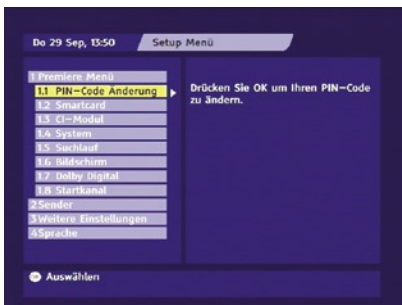 Do 29 Sep, 13:50
Setup Menü
1 Premiere Menü
1.1 PIN-Code Änderung
1.2 Smartcard
1.3 CI-Modul
1.4 System
1.5 Suchlauf
1.6 Bildschirm
1.7 Dolby Digital
1.8 Startkanal
2 Sender
3 Weitere Einstellungen
4 Sprache
Drücken Sie OK um Ihren PIN-Code
zu ändern.
Auswählen